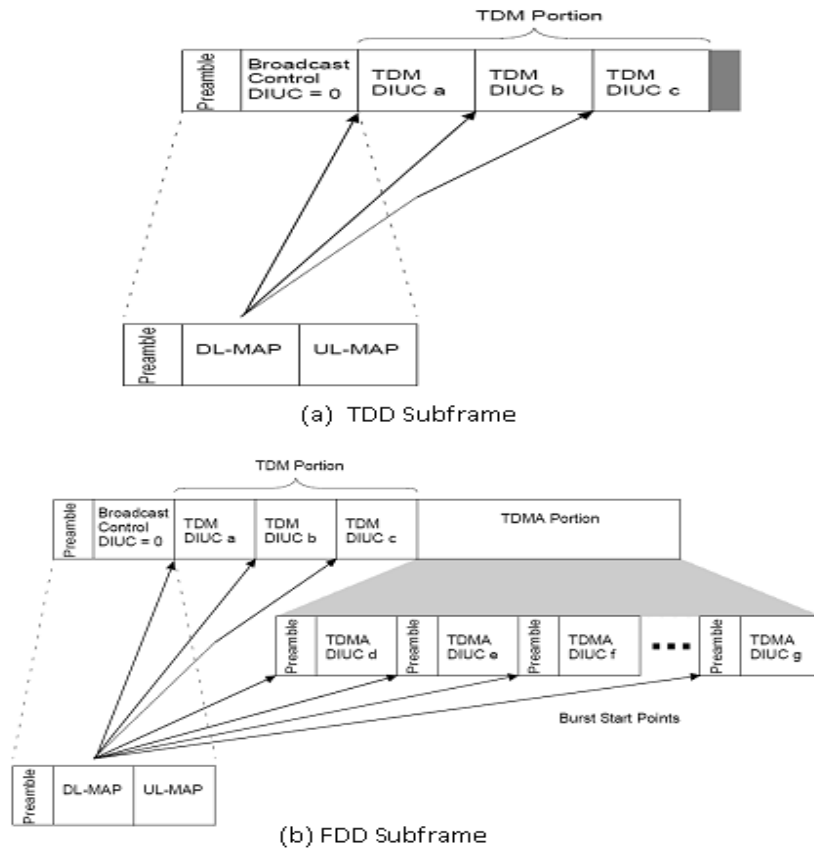 TDM Portion
Preamble
Broadcast
Control
DIUC = 0
TDM
DIUC a
TDM
DIUC b
TDM
DIUC c
Preamble
DL-MAP
UL-MAP
(a) TDD Subframe
TDM Portion
Preamble
Broadcast
Control
DIUC = 0
TDM
DIUC a
TDM
DIUC b
TDM
DIUC c
TDMA Portion
Preamble
TDMA
DIUC d
Preamble
TDMA
DIUC e
Preamble
TDMA
DIUC f
Preamble
TDMA
DIUC g
Burst Start Points
Preamble
DL-MAP
UL-MAP
(b) FDD Subframe